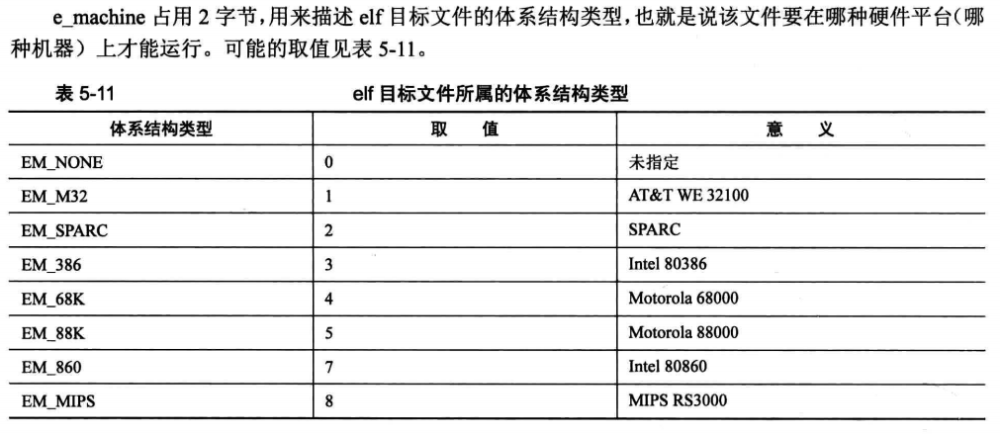 e_machine 占用 2 字节,用来描述 elf 目标文件的体系结构类型,也就是说该文件要在哪种硬件平台(哪
种机器）上才能运行。可能的取值见表 5-11。
表 5-11 elf 目标文件所属的体系结构类型
体系结构类型 取 值 意 义
EM_NONE 0 未指定
EM_M32 1 AT&T WE 32100
EM_SPARC 2 SPARC
EM_386 3 Intel 80386
EM_68K 4 Motorola 68000
EM_88K 5 Motorola 88000
EM_860 7 Intel 80860
EM_MIPS 8 MIPS RS3000